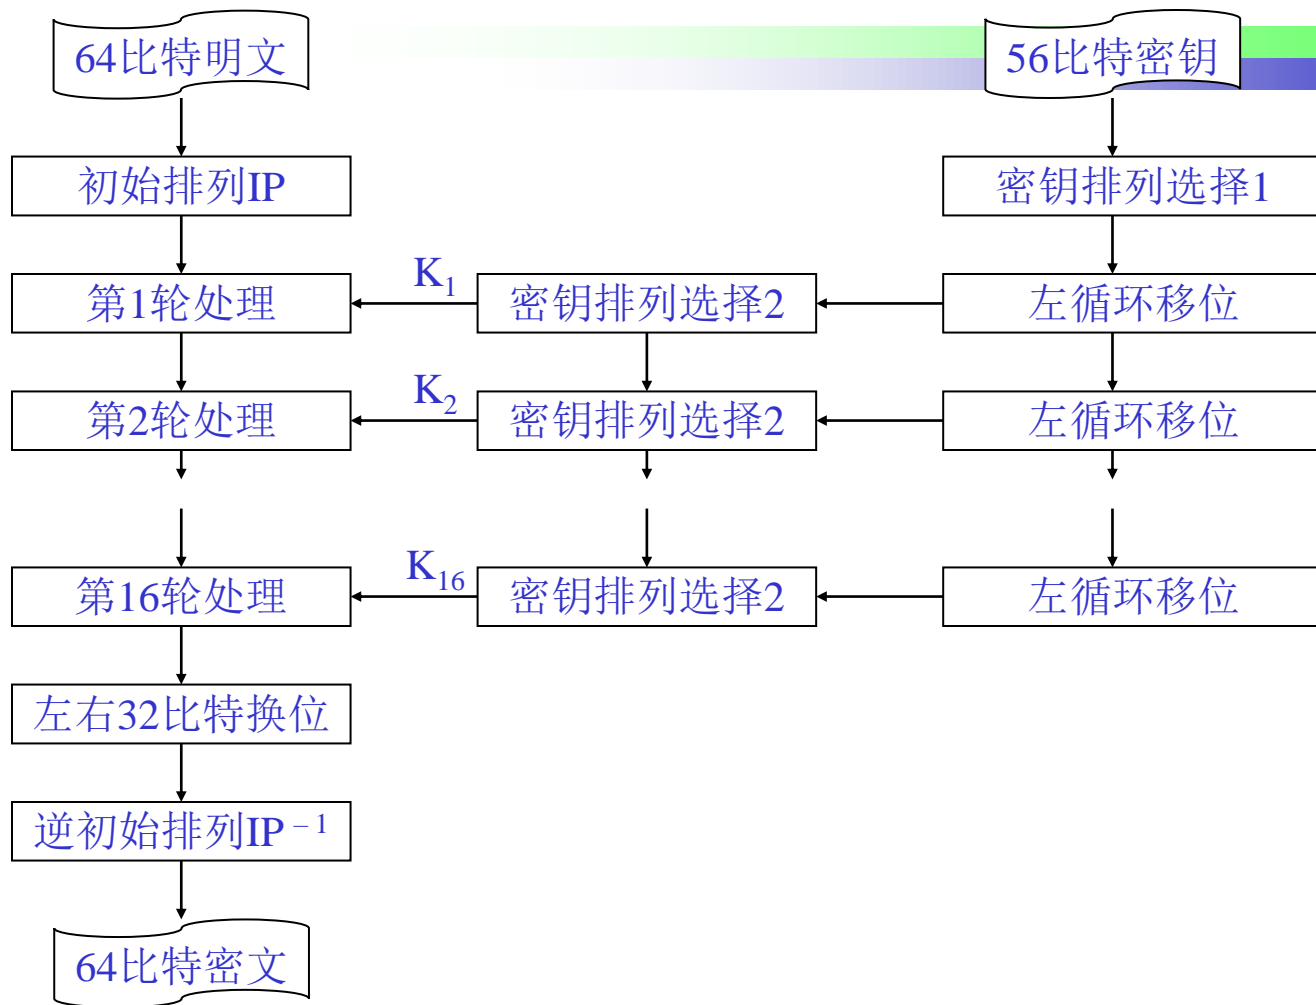 64比特明文
56比特密钥
初始排列IP
密钥排列选择1
第1轮处理
K₁
密钥排列选择2
左循环移位
第2轮处理
K₂
密钥排列选择2
左循环移位
第16轮处理
K₁₆
密钥排列选择2
左循环移位
左右32比特换位
逆初始排列IP⁻¹
64比特密文